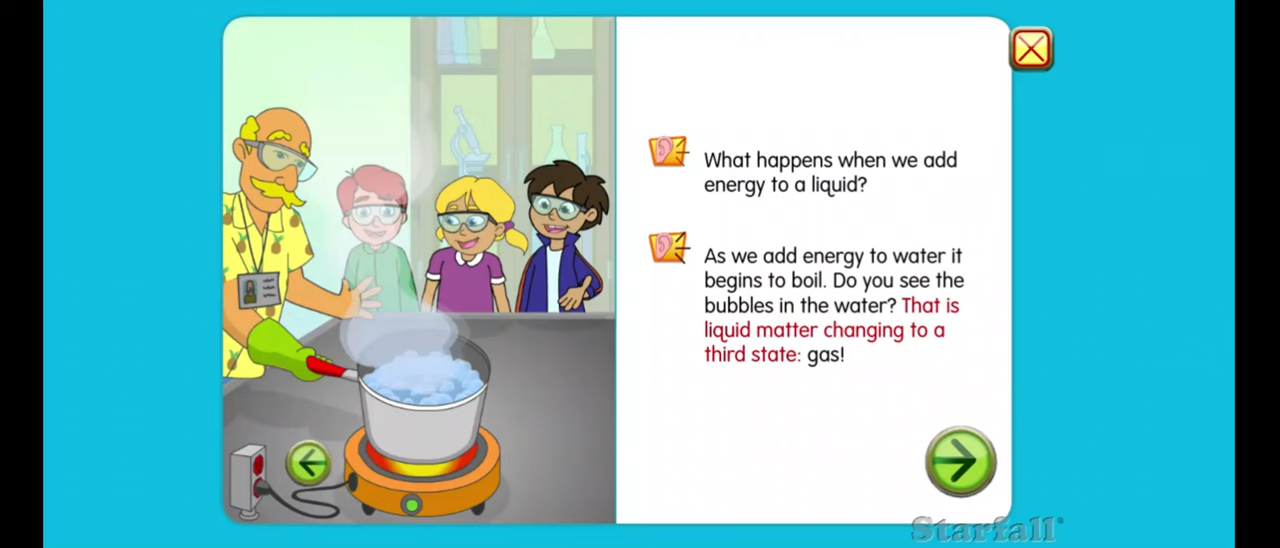 What happens when we add
energy to a liquid?
As we add energy to water it
begins to boil. Do you see the
bubbles in the water? That is
liquid matter changing to a
third state: gas!
Starfall